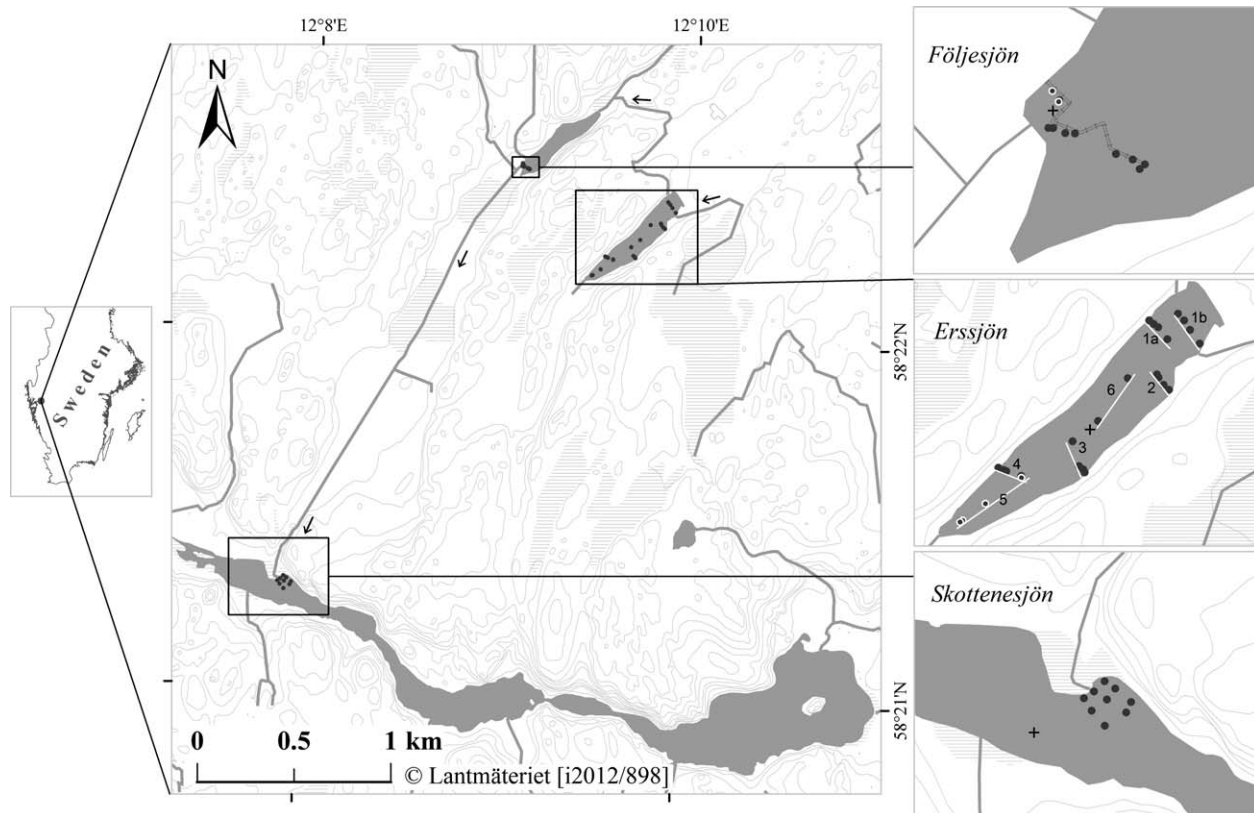 12°8'E
12°10'E
N
Följesjön
Sweden
58°22'N
Erssjön
1a
1b
2
6
3
4
5
Skottenesjön
58°21'N
0
0.5
1 km
© Lantmäteriet [i2012/898]